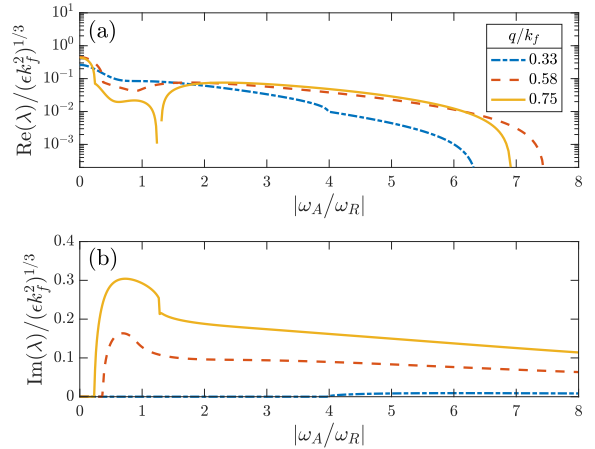 (a)
q/k_f
0.33
0.58
0.75
Re(λ)/(ϵk_f^2)^{1/3}
10^1
10^0
10^{-1}
10^{-2}
10^{-3}
0 1 2 3 4 5 6 7 8
|ω_A/ω_R|
(b)
Im(λ)/(ϵk_f^2)^{1/3}
0.4
0.3
0.2
0.1
0
0 1 2 3 4 5 6 7 8
|ω_A/ω_R|